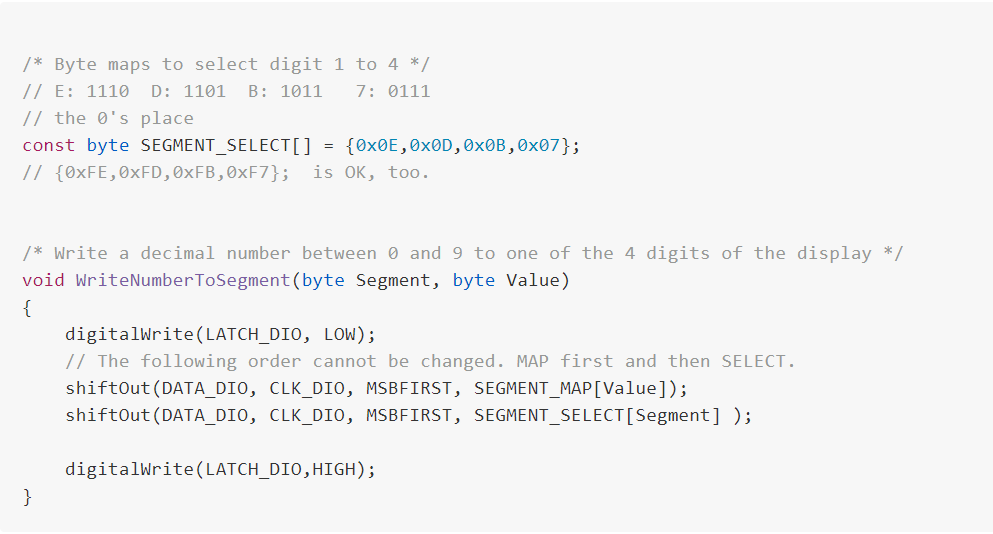 /* Byte maps to select digit 1 to 4 */
// E: 1110  D: 1101  B: 1011   7: 0111
// the 0's place
const byte SEGMENT_SELECT[] = {0x0E,0x0D,0x0B,0x07};
// {0xFE,0xFD,0xFB,0xF7};  is OK, too.
/* Write a decimal number between 0 and 9 to one of the 4 digits of the display */
void WriteNumberToSegment(byte Segment, byte Value)
{
    digitalWrite(LATCH_DIO, LOW);
    // The following order cannot be changed. MAP first and then SELECT.
    shiftOut(DATA_DIO, CLK_DIO, MSBFIRST, SEGMENT_MAP[Value]);
    shiftOut(DATA_DIO, CLK_DIO, MSBFIRST, SEGMENT_SELECT[Segment] );
    digitalWrite(LATCH_DIO,HIGH);
}